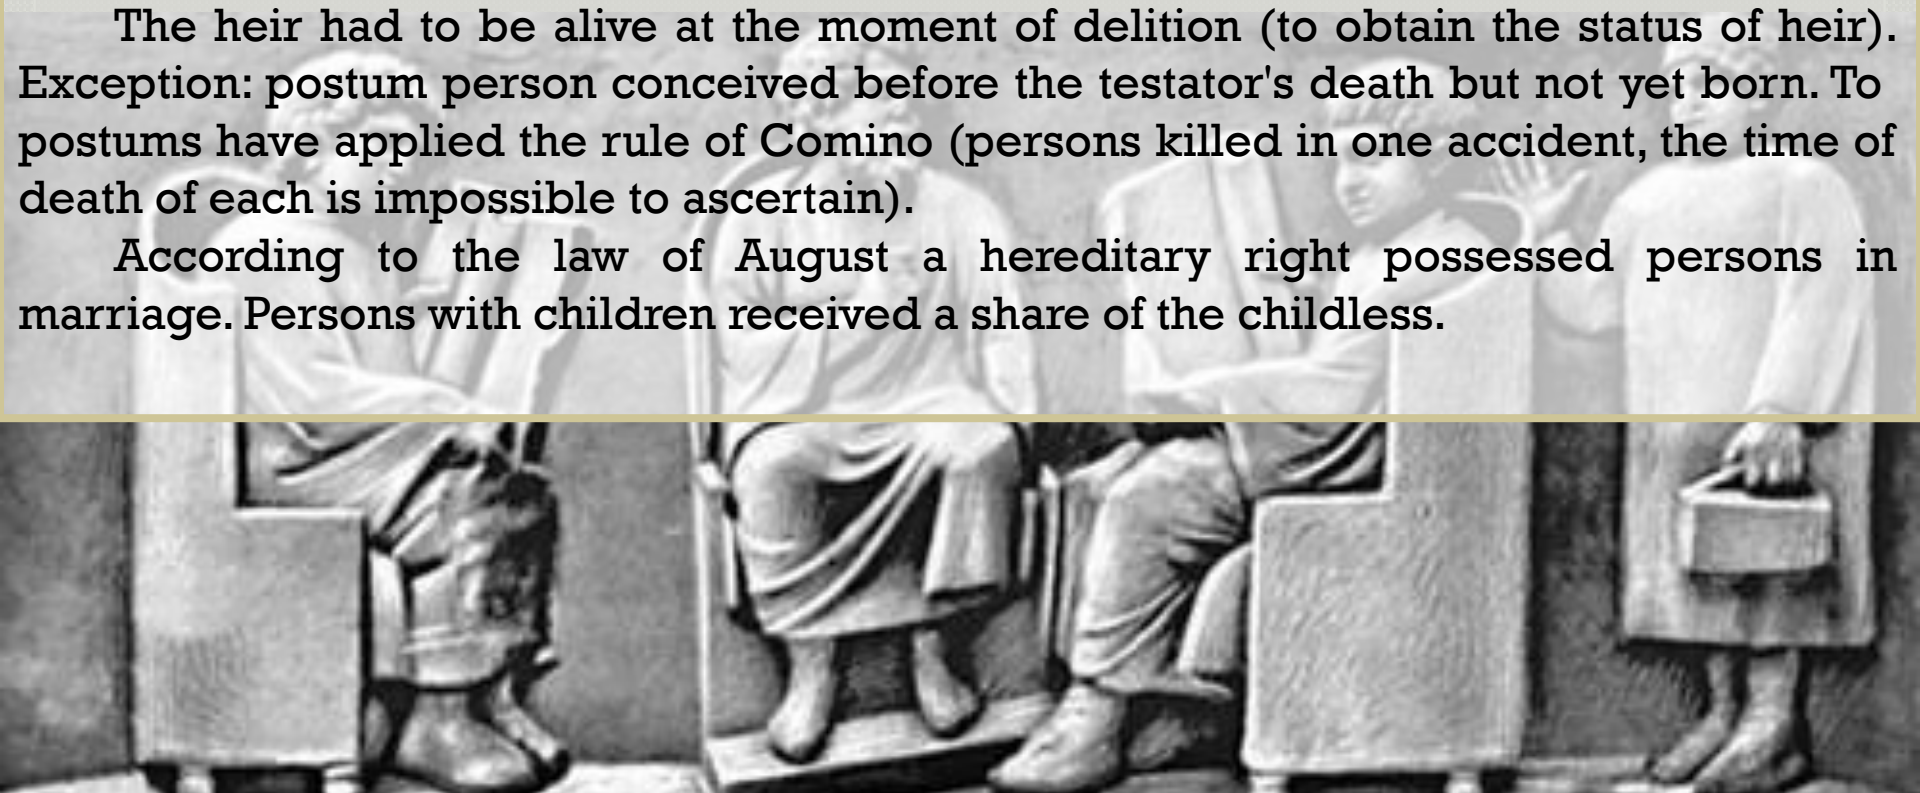 The heir had to be alive at the moment of delition (to obtain the status of heir).
Exception: postum person conceived before the testator's death but not yet born. To
postums have applied the rule of Comino (persons killed in one accident, the time of
death of each is impossible to ascertain).
According to the law of August a hereditary right possessed persons in
marriage. Persons with children received a share of the childless.